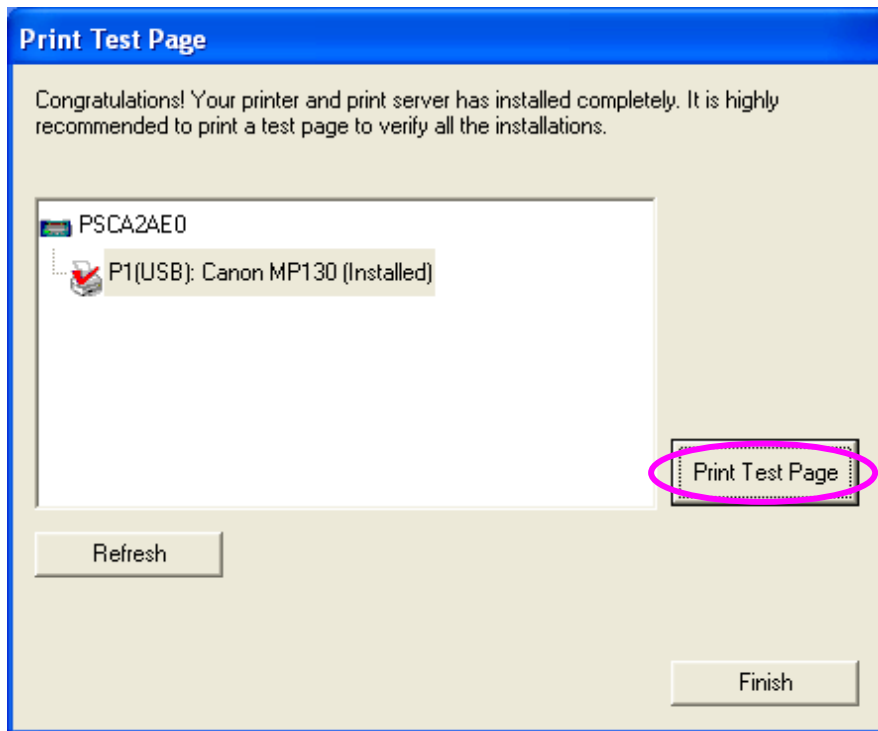 Print Test Page
Congratulations! Your printer and print server has installed completely. It is highly
recommended to print a test page to verify all the installations.
PSCA2AE0
P1(USB): Canon MP130 (Installed)
Print Test Page
Refresh
Finish